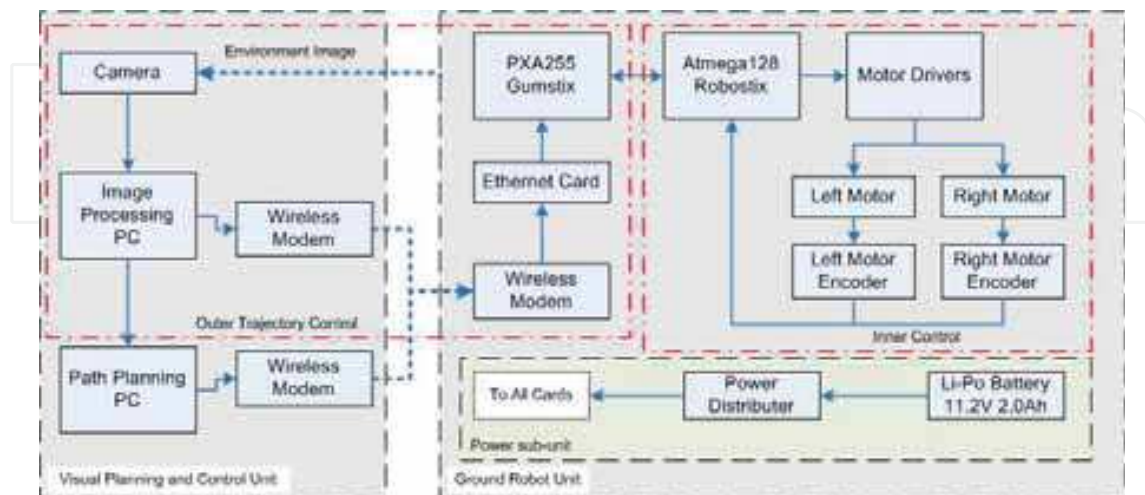 Environment Image
Camera
Image
Processing
PC
Wireless
Modem
Outer Trajectory Control
Path Planning
PC
Wireless
Modem
Visual Planning and Control Unit
PXA255
Gumstix
Ethernet Card
Wireless
Modem
Atmega128
Robostix
Motor Drivers
Left Motor
Right Motor
Left Motor
Encoder
Right Motor
Encoder
Inner Control
To All Cards
Power
Distributer
Li-Po Battery
11.2V 2.0Ah
Power sub-unit
Ground Robot Unit